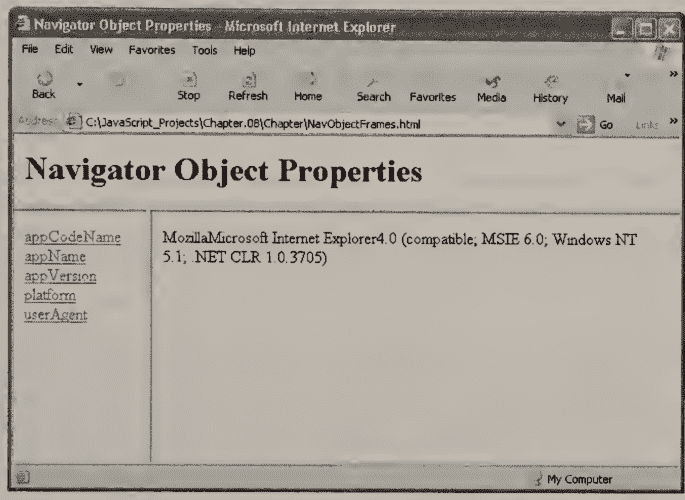 Navigator Object Properties - Microsoft Internet Explorer
File Edit View Favorites Tools Help
Back Stop Refresh Home Search Favorites Media History Mail »
Address C:\JavaScript_Projects\Chapter.08\Chapter\NavObjectFrames.html Go Links »
Navigator Object Properties
appCodeName
appName
appVersion
platform
userAgent
MozillaMicrosoft Internet Explorer4.0 (compatible; MSIE 6.0; Windows NT
5.1; .NET CLR 1.0.3705)
My Computer